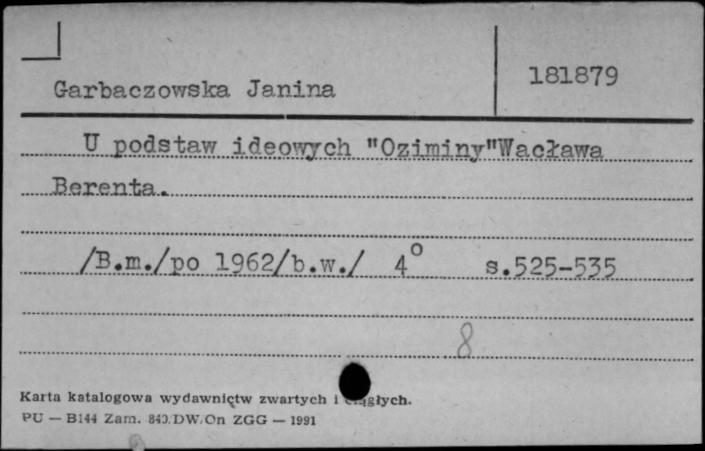 Garbaczowska Janina
181879
U podstaw ideowych "Oziminy"Wacława
Berenta.
/B.m./po 1962/b.w./ 4° s.525-535
8
Karta katalogowa wydawnictw zwartych i ciągłych.
PU — B144 Zam. 843.DW.On ZGG — 1991